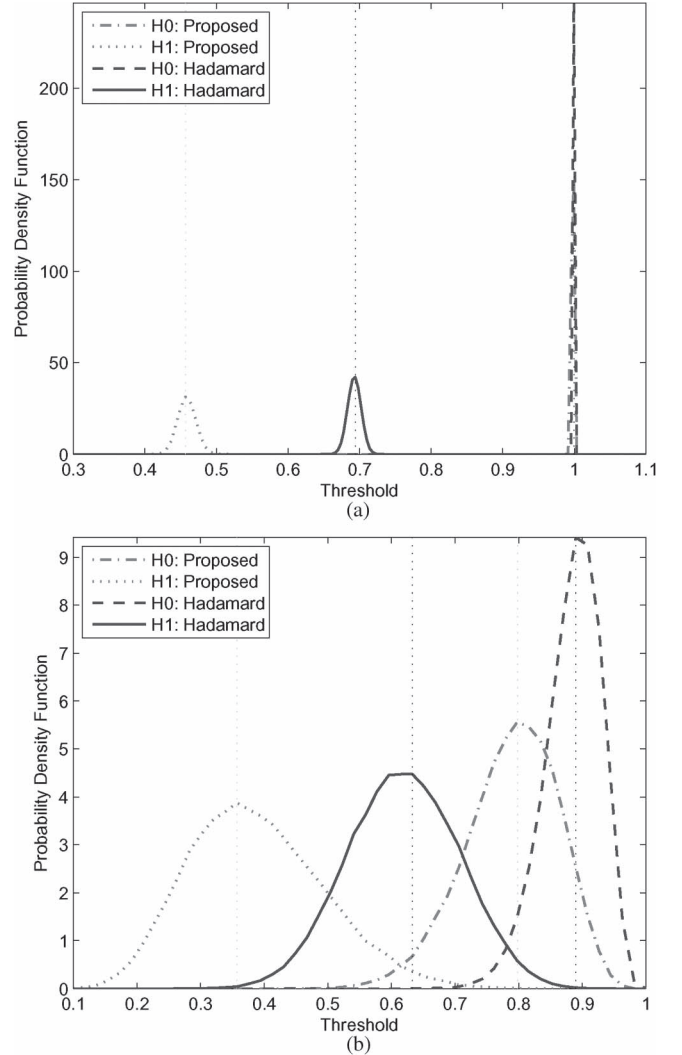 H0: Proposed
H1: Proposed
H0: Hadamard
H1: Hadamard
Probability Density Function
200
150
100
50
0
0.3 0.4 0.5 0.6 0.7 0.8 0.9 1 1.1
Threshold
(a)
H0: Proposed
H1: Proposed
H0: Hadamard
H1: Hadamard
Probability Density Function
9
8
7
6
5
4
3
2
1
0
0.1 0.2 0.3 0.4 0.5 0.6 0.7 0.8 0.9 1
Threshold
(b)